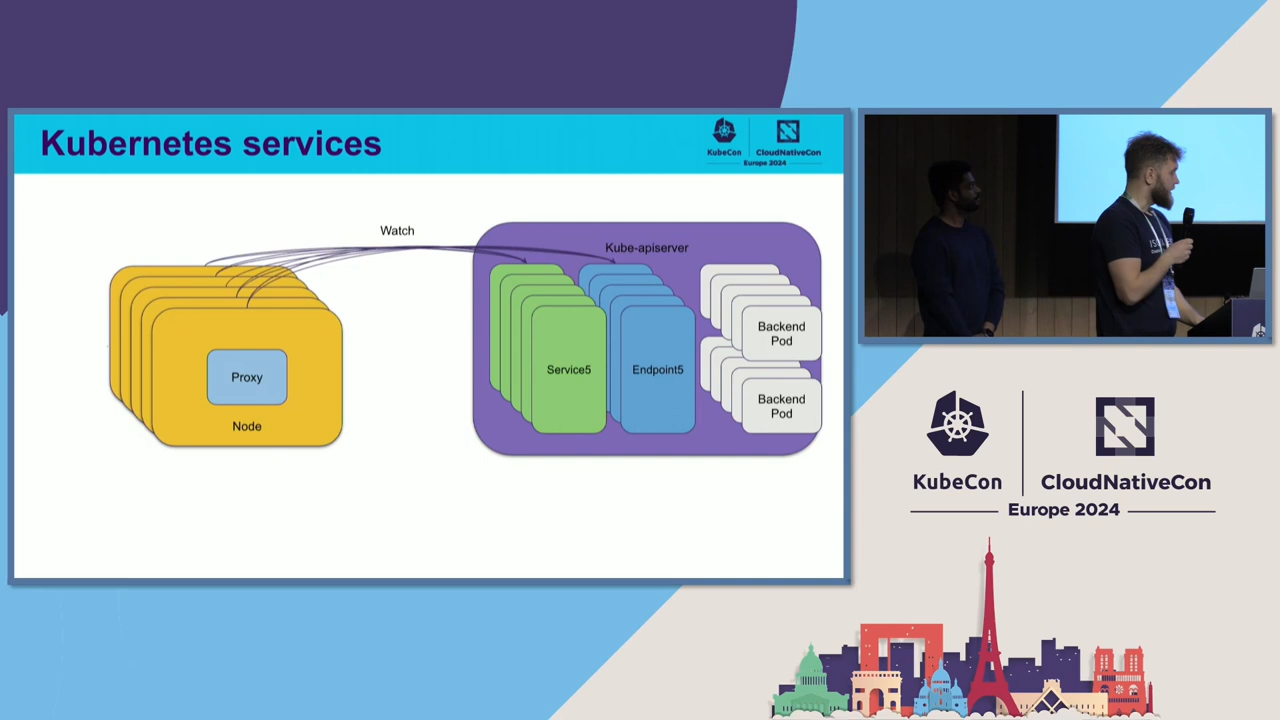 Kubernetes services
KubeCon
CloudNativeCon
Europe 2024
Watch
Kube-apiserver
Proxy
Node
Service5
Endpoint5
Backend
Pod
Backend
Pod
KubeCon
CloudNativeCon
Europe 2024